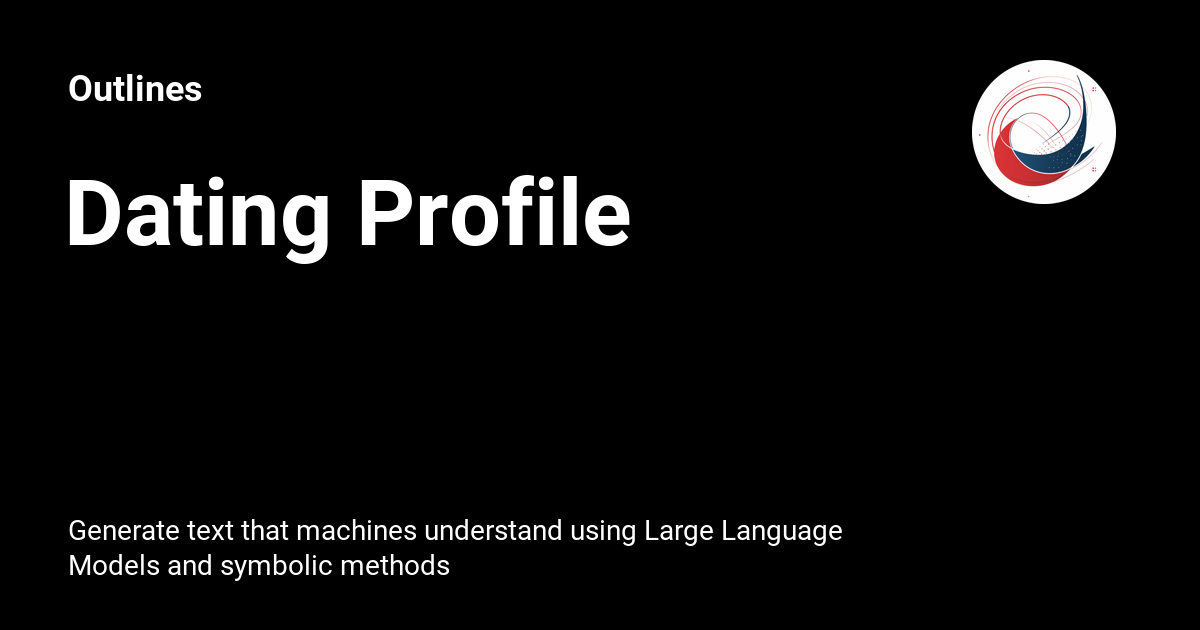 Outlines
Dating Profile
Generate text that machines understand using Large Language
Models and symbolic methods